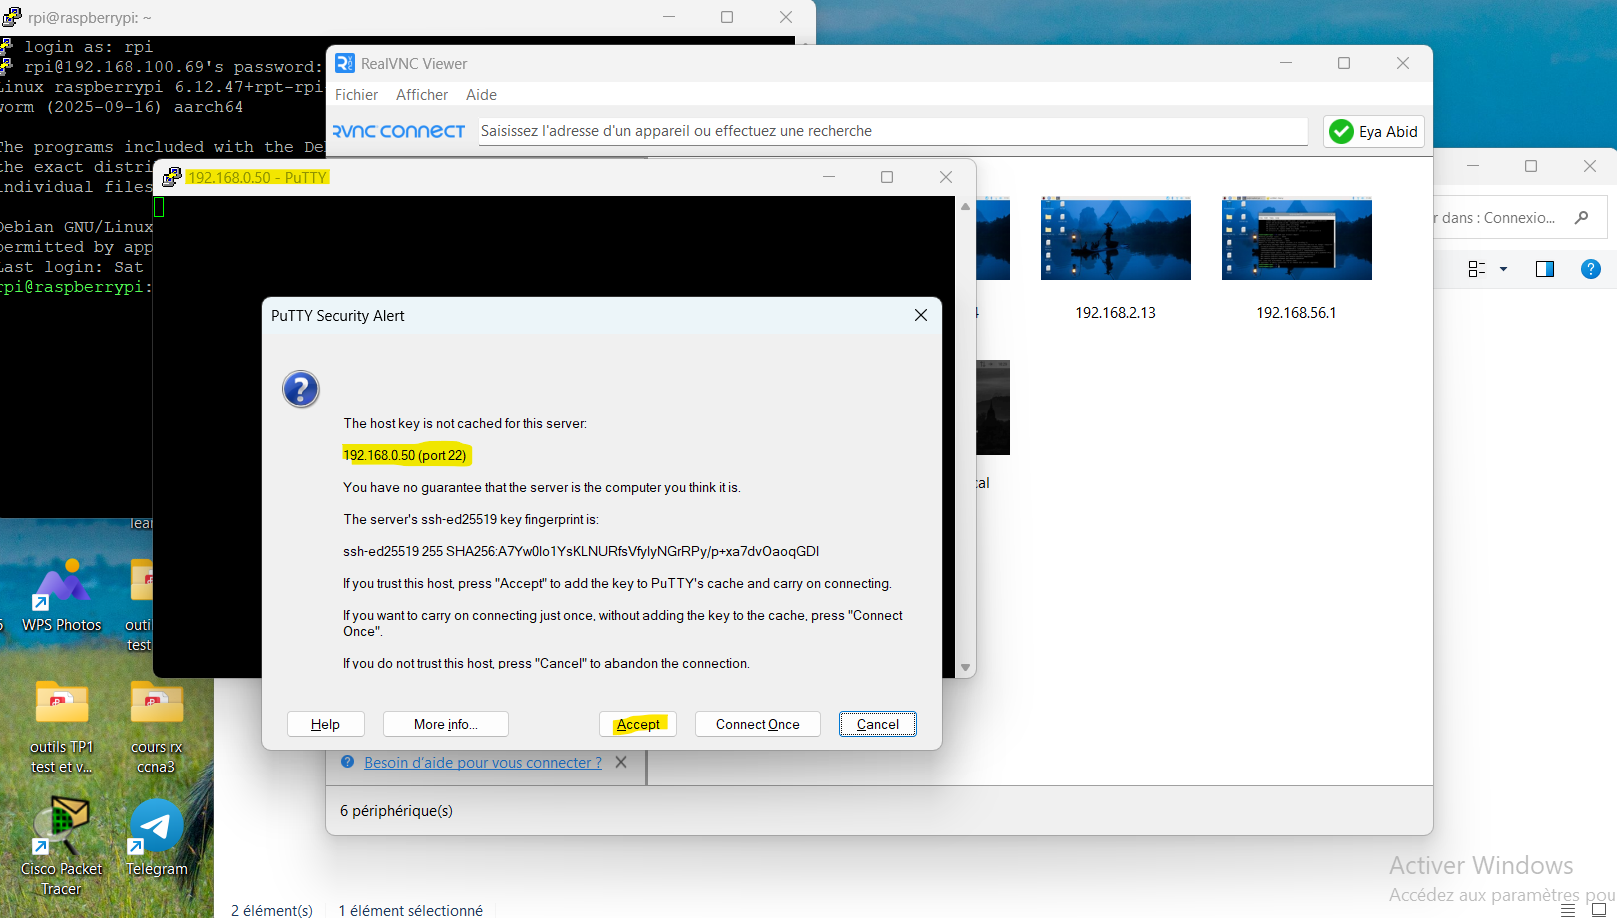 rpi@raspberrypi: ~
login as: rpi
rpi@192.168.100.69's password:
Linux raspberrypi 6.12.47+rpt-rpi
worm (2025-09-16) aarch64
The programs included with the De
the exact distri
individual files
Debian GNU/Linux
permitted by app
Last login: Sat
rpi@raspberrypi:
RealVNC Viewer
Fichier Afficher Aide
RVNC CONNECT
Saisissez l'adresse d'un appareil ou effectuez une recherche
Eya Abid
192.168.0.50 - PuTTY
r dans : Connexio...
4
192.168.2.13
192.168.56.1
cal
PuTTY Security Alert
The host key is not cached for this server:
192.168.0.50 (port 22)
You have no guarantee that the server is the computer you think it is.
The server's ssh-ed25519 key fingerprint is:
ssh-ed25519 255 SHA256:A7Yw0lo1YsKLNURfsVfylyNGrRPy/p+xa7dvOaoqGDI
If you trust this host, press "Accept" to add the key to PuTTY's cache and carry on connecting.
If you want to carry on connecting just once, without adding the key to the cache, press "Connect
Once".
If you do not trust this host, press "Cancel" to abandon the connection.
Help
More info...
Accept
Connect Once
Cancel
Besoin d'aide pour vous connecter ?
6 périphérique(s)
lear
WPS Photos
outi
test
outils TP1
test et v...
cours rx
ccna3
Cisco Packet
Tracer
Telegram
2 élément(s)
1 élément sélectionné
Activer Windows
Accédez aux paramètres pou